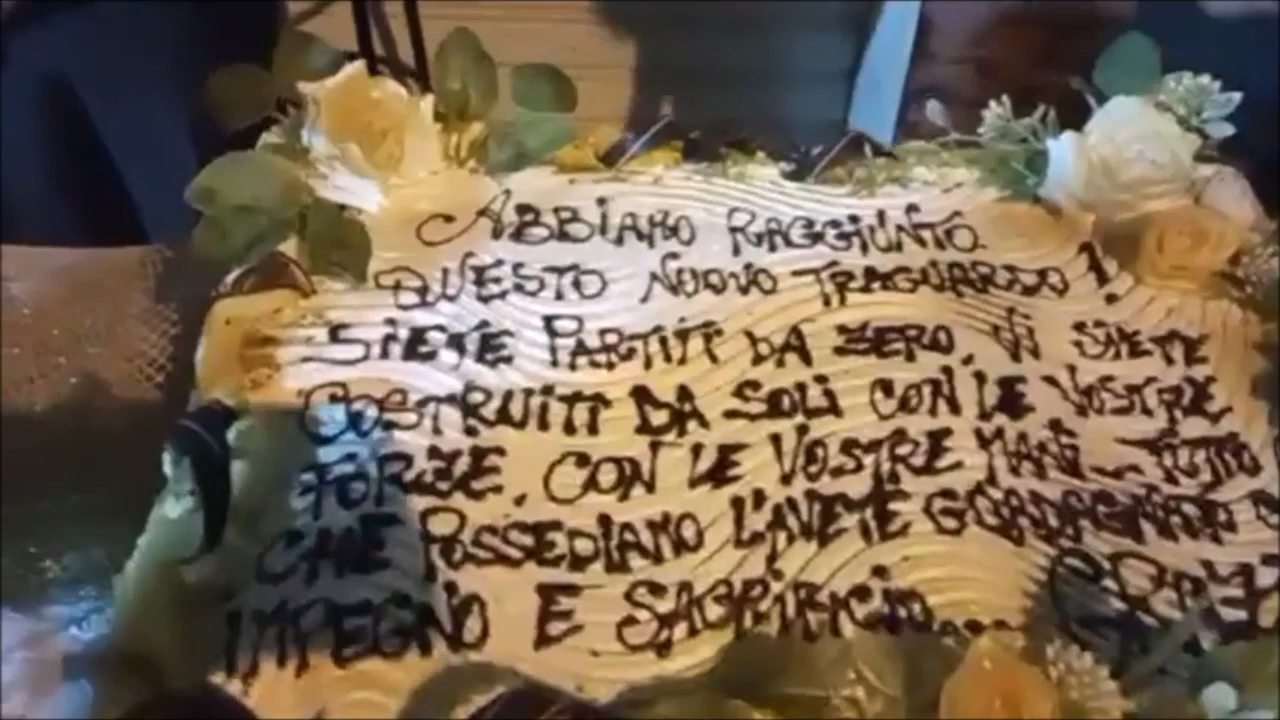 ABBIAMO RAGGIUNTO
QUESTO NUOVO TRAGUARDO!
SIETE PARTITI DA ZERO, VI SIETE
COSTRUITI DA SOLI CON LE VOSTRE
FORZE, CON LE VOSTRE MANI... TUTTO
CHE POSSEDIAMO L'AVETE GUADAGNATO
IMPEGNO E SACRIFICIO....